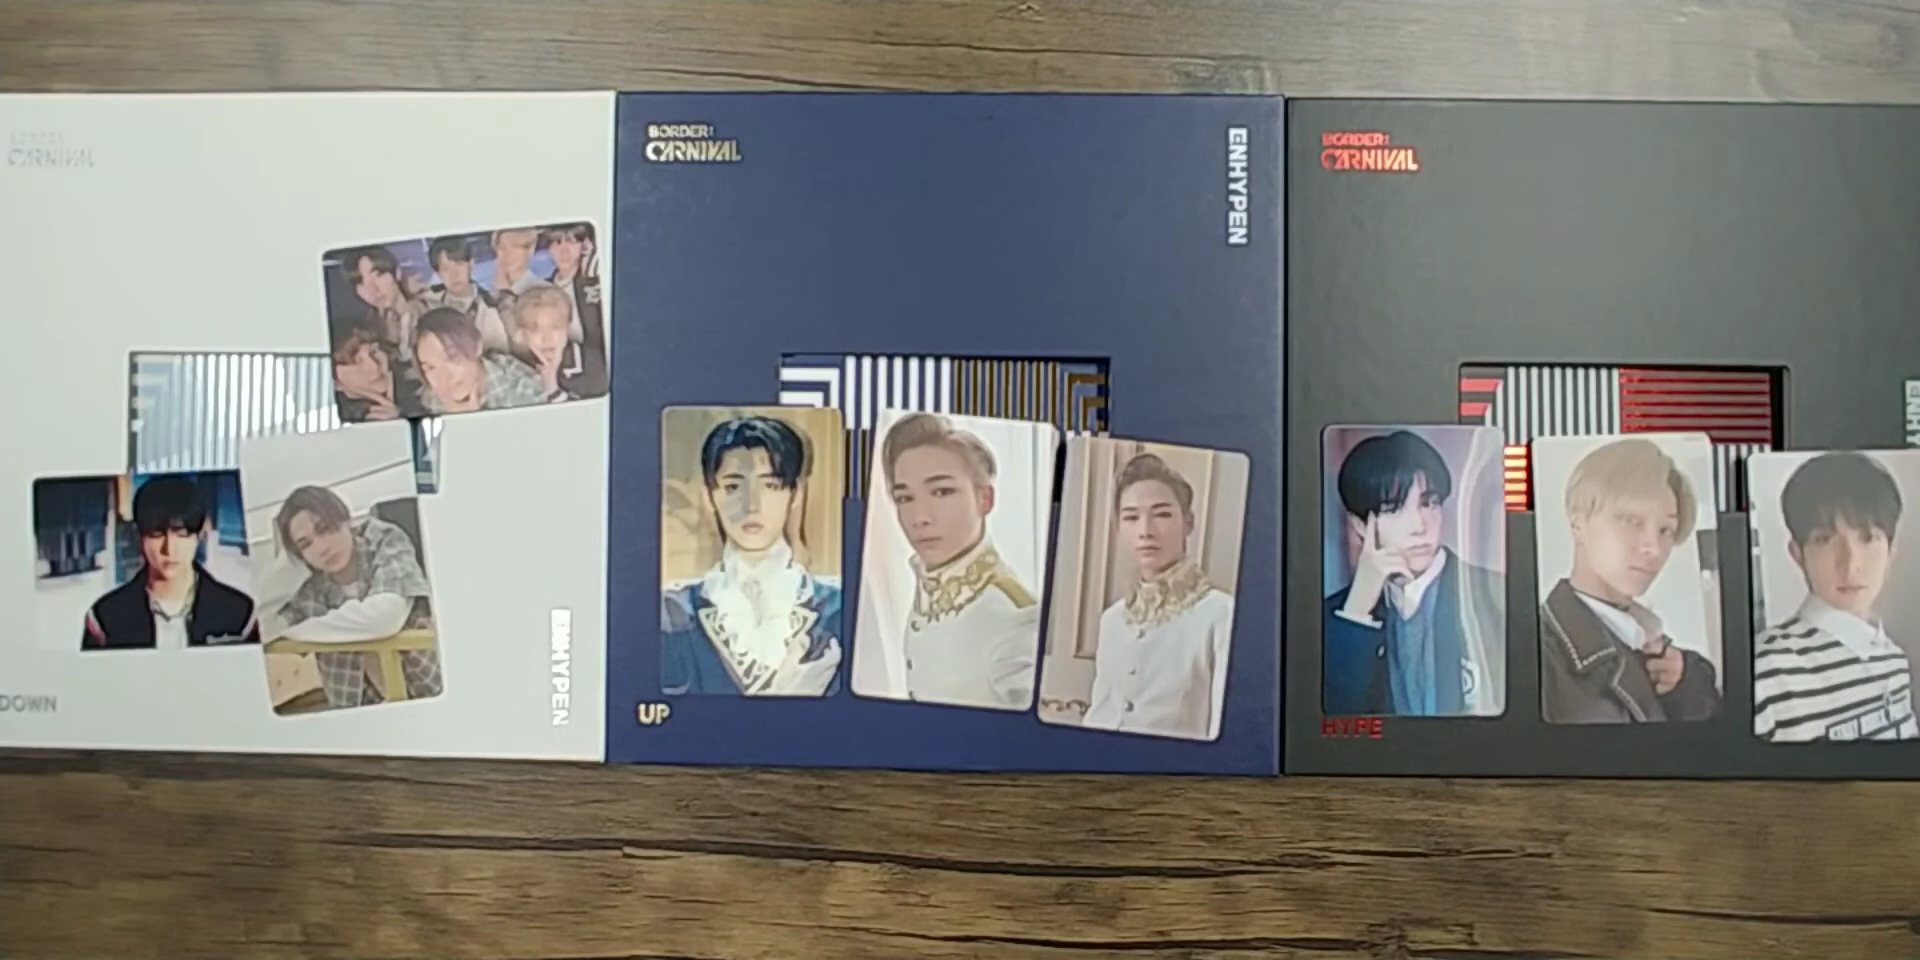 BORDER:
CARNIVAL
DOWN
ENHYPEN
BORDER:
CARNIVAL
ENHYPEN
UP
BORDER:
CARNIVAL
HYPE